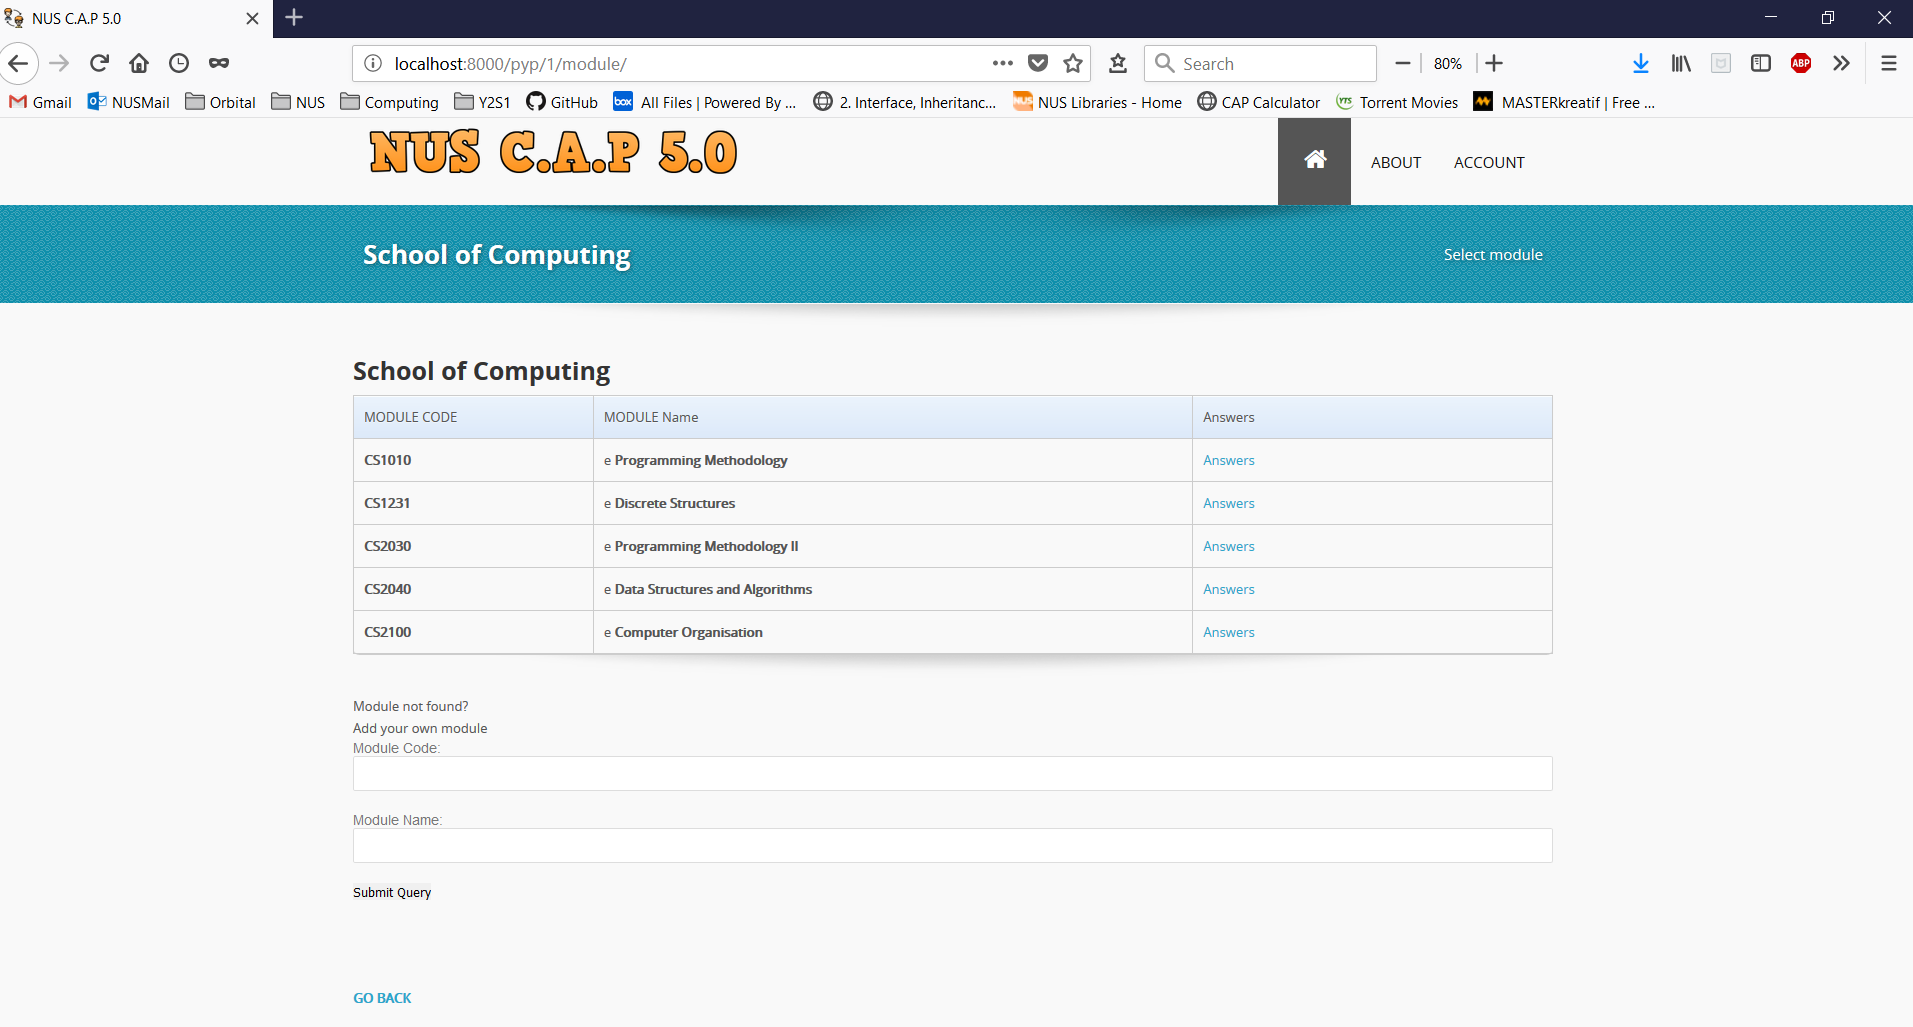 NUS C.A.P 5.0
localhost:8000/pyp/1/module/
Search
80%
ABP
Gmail
NUSMail
Orbital
NUS
Computing
Y2S1
GitHub
box
All Files | Powered By ...
2. Interface, Inheritanc...
NUS
NUS Libraries - Home
CAP Calculator
YTS
Torrent Movies
MASTERkreatif | Free ...
NUS C.A.P 5.0
ABOUT
ACCOUNT
School of Computing
Select module
School of Computing
MODULE CODE MODULE Name Answers
CS1010 e Programming Methodology Answers
CS1231 e Discrete Structures Answers
CS2030 e Programming Methodology II Answers
CS2040 e Data Structures and Algorithms Answers
CS2100 e Computer Organisation Answers
Module not found?
Add your own module
Module Code:
Module Name:
Submit Query
GO BACK